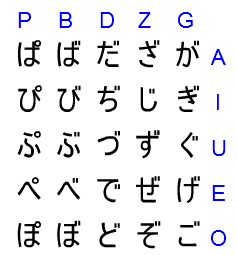 P B D Z G
ぱ ば だ ざ が A
ぴ び ぢ じ ぎ I
ぷ ぶ づ ず ぐ U
ぺ べ で ぜ げ E
ぽ ぼ ど ぞ ご O